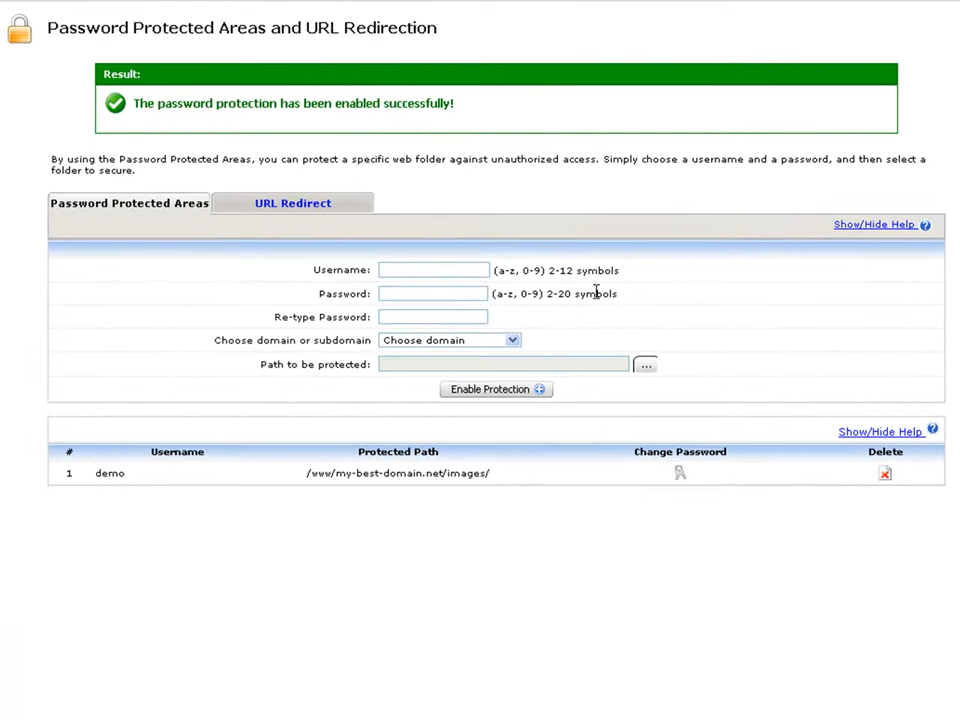 Password Protected Areas and URL Redirection
Result:
The password protection has been enabled successfully!
By using the Password Protected Areas, you can protect a specific web folder against unauthorized access. Simply choose a username and a password, and then select a
folder to secure.
Password Protected Areas URL Redirect
Show/Hide Help ?
Username: (a-z, 0-9) 2-12 symbols
Password: (a-z, 0-9) 2-20 symbols
Re-type Password:
Choose domain or subdomain Choose domain
Path to be protected: ...
Enable Protection
Show/Hide Help ?
# Username Protected Path Change Password Delete
1 demo /www/my-best-domain.net/images/